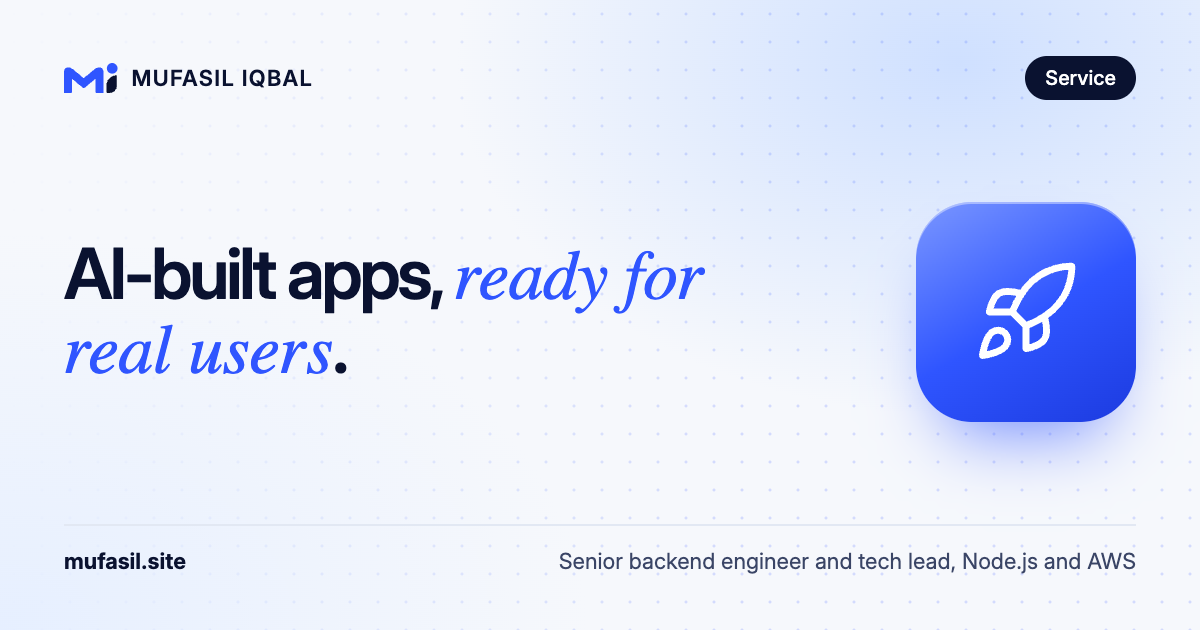 Mi MUFASIL IQBAL
Service
AI-built apps, ready for
real users.
mufasil.site
Senior backend engineer and tech lead, Node.js and AWS